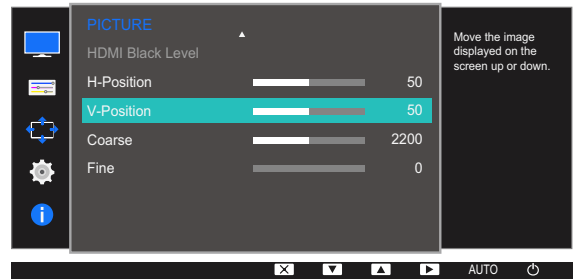 PICTURE
HDMI Black Level
H-Position 50
V-Position 50
Coarse 2200
Fine 0
Move the image
displayed on the
screen up or down.
AUTO